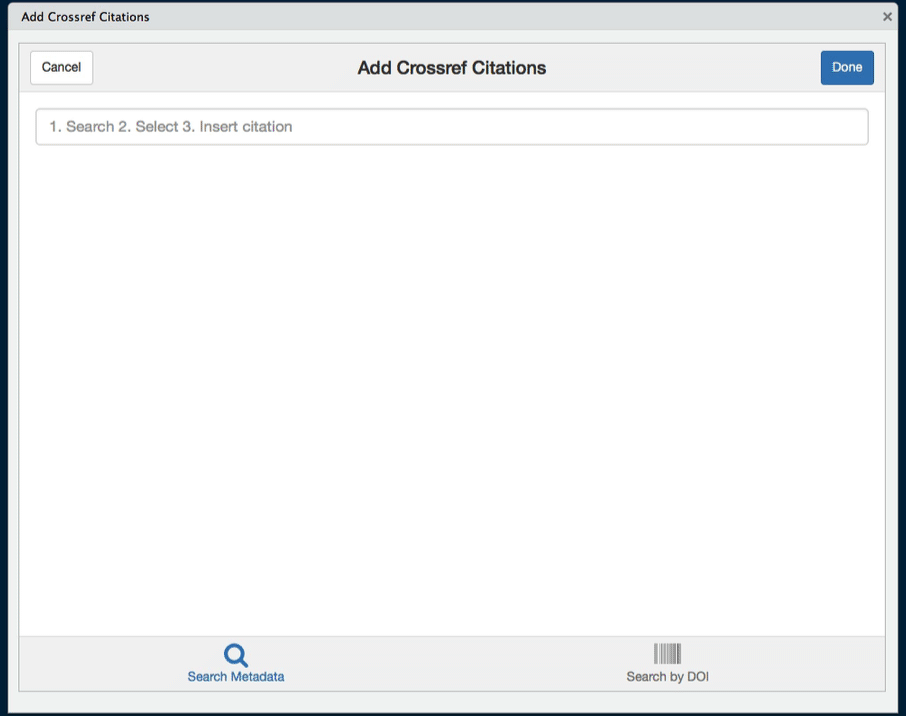 Add Crossref Citations
Cancel
Add Crossref Citations
Done
1. Search 2. Select 3. Insert citation
Search Metadata
Search by DOI